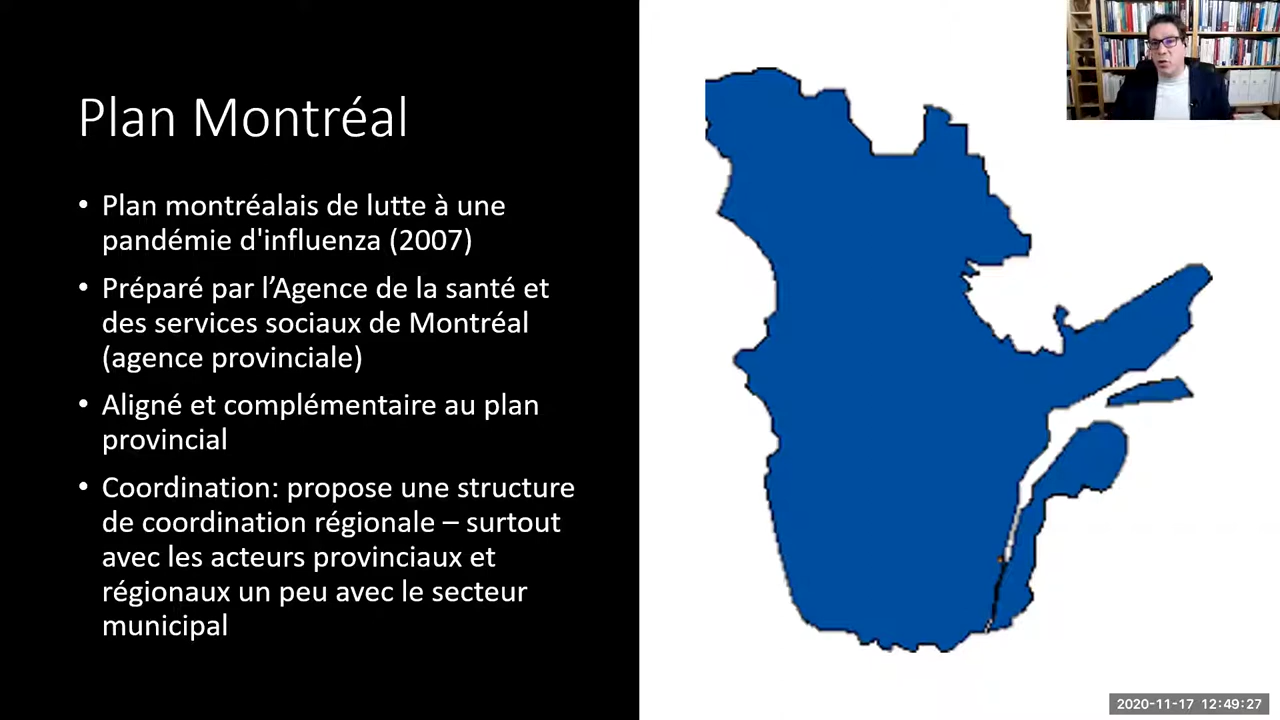 Plan Montréal
• Plan montréalais de lutte à une
pandémie d'influenza (2007)
• Préparé par l’Agence de la santé et
des services sociaux de Montréal
(agence provinciale)
• Aligné et complémentaire au plan
provincial
• Coordination: propose une structure
de coordination régionale – surtout
avec les acteurs provinciaux et
régionaux un peu avec le secteur
municipal
2020-11-17 12:49:27